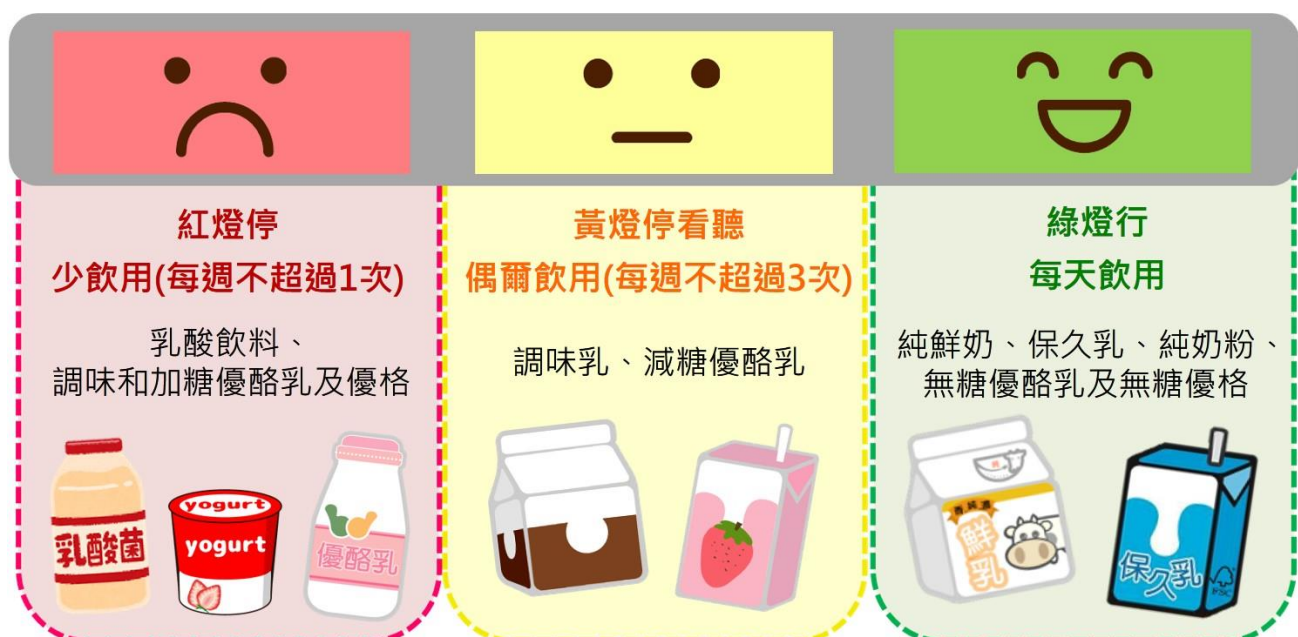 紅燈停
少飲用(每週不超過1次)
乳酸飲料、
調味和加糖優酪乳及優格
乳酸菌
yogurt
yogurt
優酪乳
黃燈停看聽
偶爾飲用(每週不超過3次)
調味乳、減糖優酪乳
綠燈行
每天飲用
純鮮奶、保久乳、純奶粉、
無糖優酪乳及無糖優格
香純濃
鮮乳
保久乳
FSC